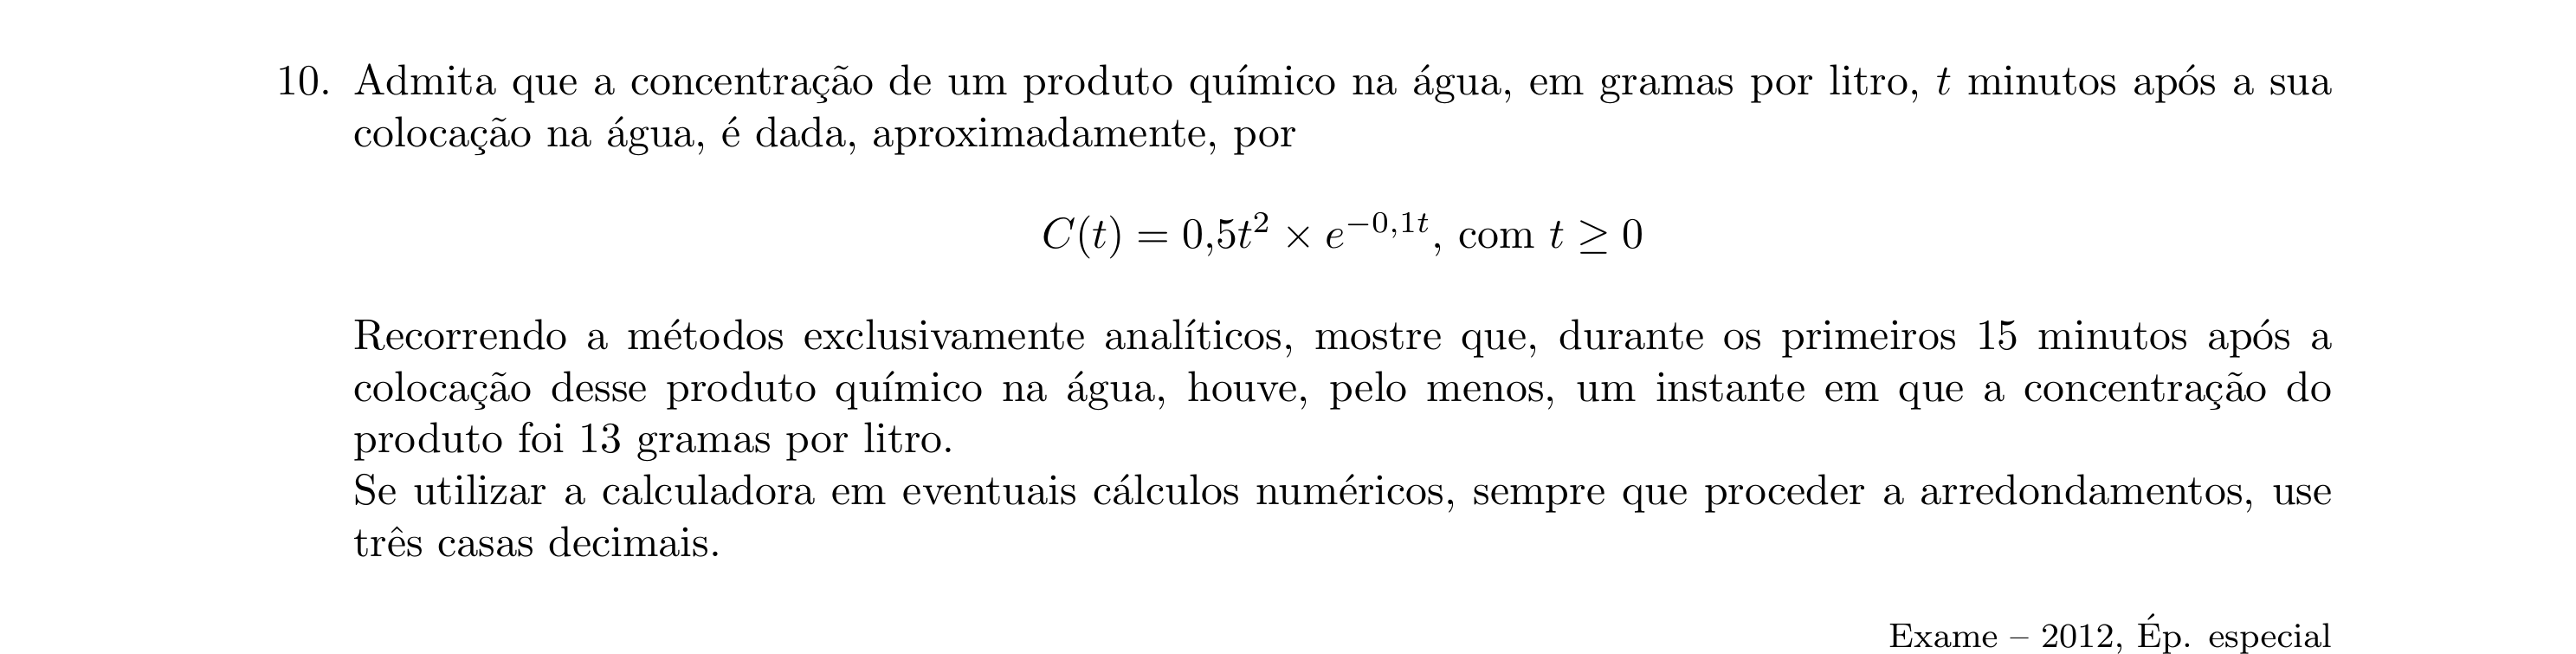 10. Admita que a concentração de um produto químico na água, em gramas por litro, t minutos após a sua
colocação na água, é dada, aproximadamente, por
C(t) = 0,5t² × e^{−0,1t}, com t ≥ 0
Recorrendo a métodos exclusivamente analíticos, mostre que, durante os primeiros 15 minutos após a
colocação desse produto químico na água, houve, pelo menos, um instante em que a concentração do
produto foi 13 gramas por litro.
Se utilizar a calculadora em eventuais cálculos numéricos, sempre que proceder a arredondamentos, use
três casas decimais.
Exame – 2012, Ép. especial